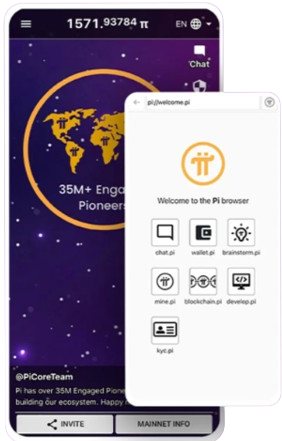 1571.93784 π
EN
Chat
35M+ Enga
Pioneers
@PiCoreTeam
Pi has over 35M Engaged Pione
building our ecosystem. Happy
INVITE
MAINNET INFO
pi://welcome.pi
Welcome to the Pi browser
chat.pi
wallet.pi
brainstorm.pi
mine.pi
blockchain.pi
develop.pi
kyc.pi